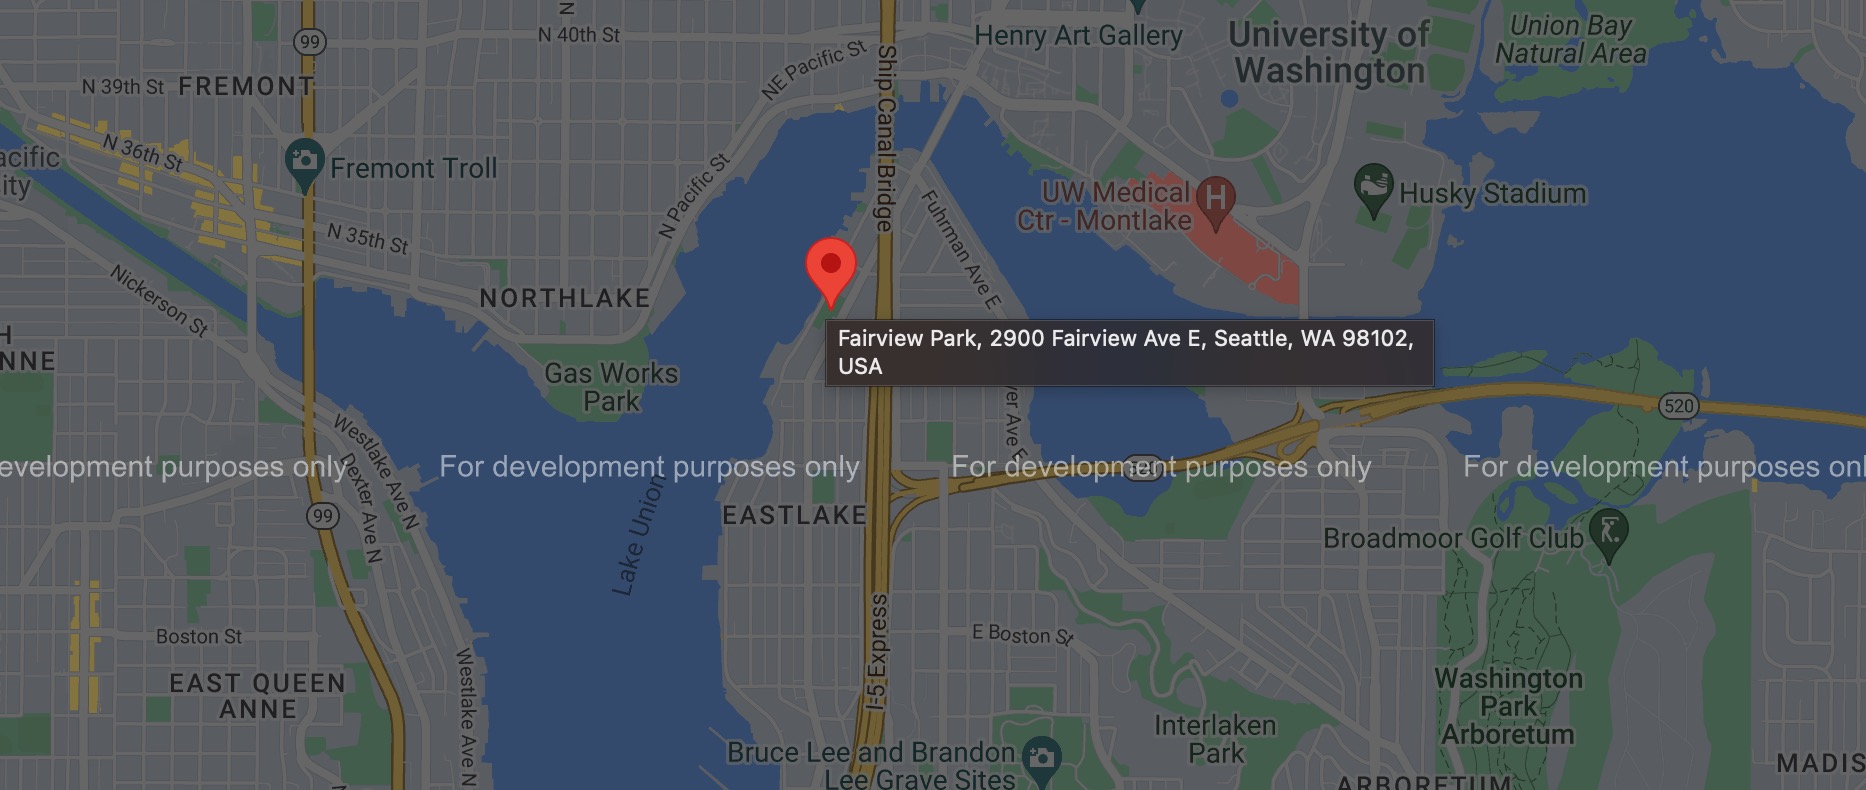 N
N 40th St
Henry Art Gallery
University of
Washington
Union Bay
Natural Area
99
N 39th St
FREMONT
NE Pacific St
Ship Canal Bridge
N 36th St
acific
ity
Fremont Troll
N Pacific St
UW Medical
Ctr - Montlake
H
Husky Stadium
Fuhrman Ave E
N 35th St
Nickerson St
NORTHLAKE
H
NNE
Fairview Park, 2900 Fairview Ave E, Seattle, WA 98102,
USA
Gas Works
Park
yer Ave E
520
Westlake Ave N
Dexter Ave N
evelopment purposes only
For development purposes only
For development purposes only
For development purposes onl
520
Lake Union
EASTLAKE
99
Broadmoor Golf Club
Boston St
E Boston St
I-5 Express
EAST QUEEN
ANNE
Westlake Ave N
Washington
Park
Arboretum
Interlaken
Park
Bruce Lee and Brandon
Lee Grave Sites
MADIS
ARBORETUM